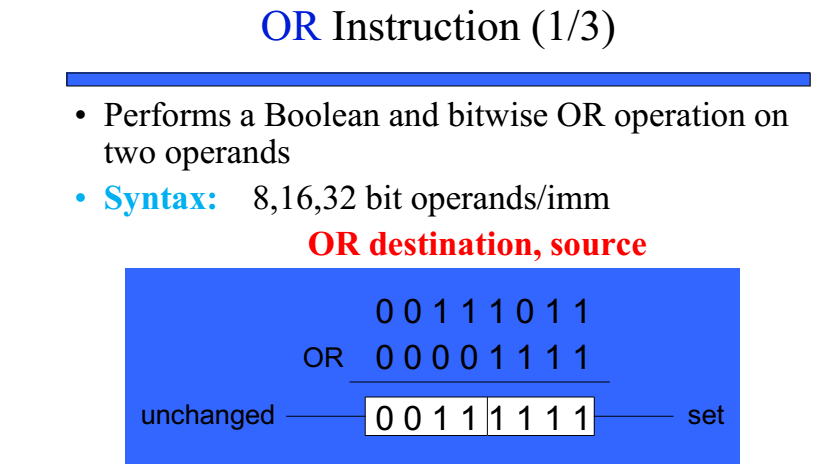 OR Instruction (1/3)
• Performs a Boolean and bitwise OR operation on
two operands
• Syntax: 8,16,32 bit operands/imm
OR destination, source
0 0 1 1 1 0 1 1
OR 0 0 0 0 1 1 1 1
unchanged 0 0 1 1 1 1 1 1 set